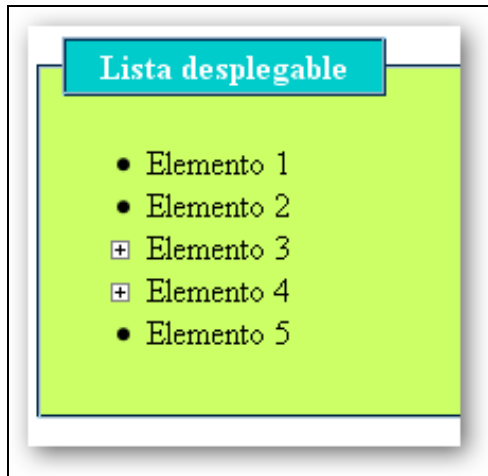 Lista desplegable
Elemento 1
Elemento 2
Elemento 3
Elemento 4
Elemento 5